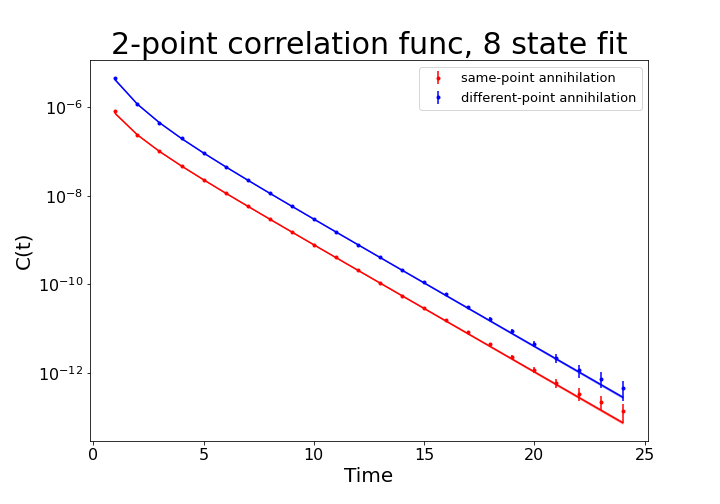 2-point correlation func, 8 state fit
same-point annihilation
different-point annihilation
C(t)
10⁻⁶
10⁻⁸
10⁻¹⁰
10⁻¹²
0 5 10 15 20 25
Time